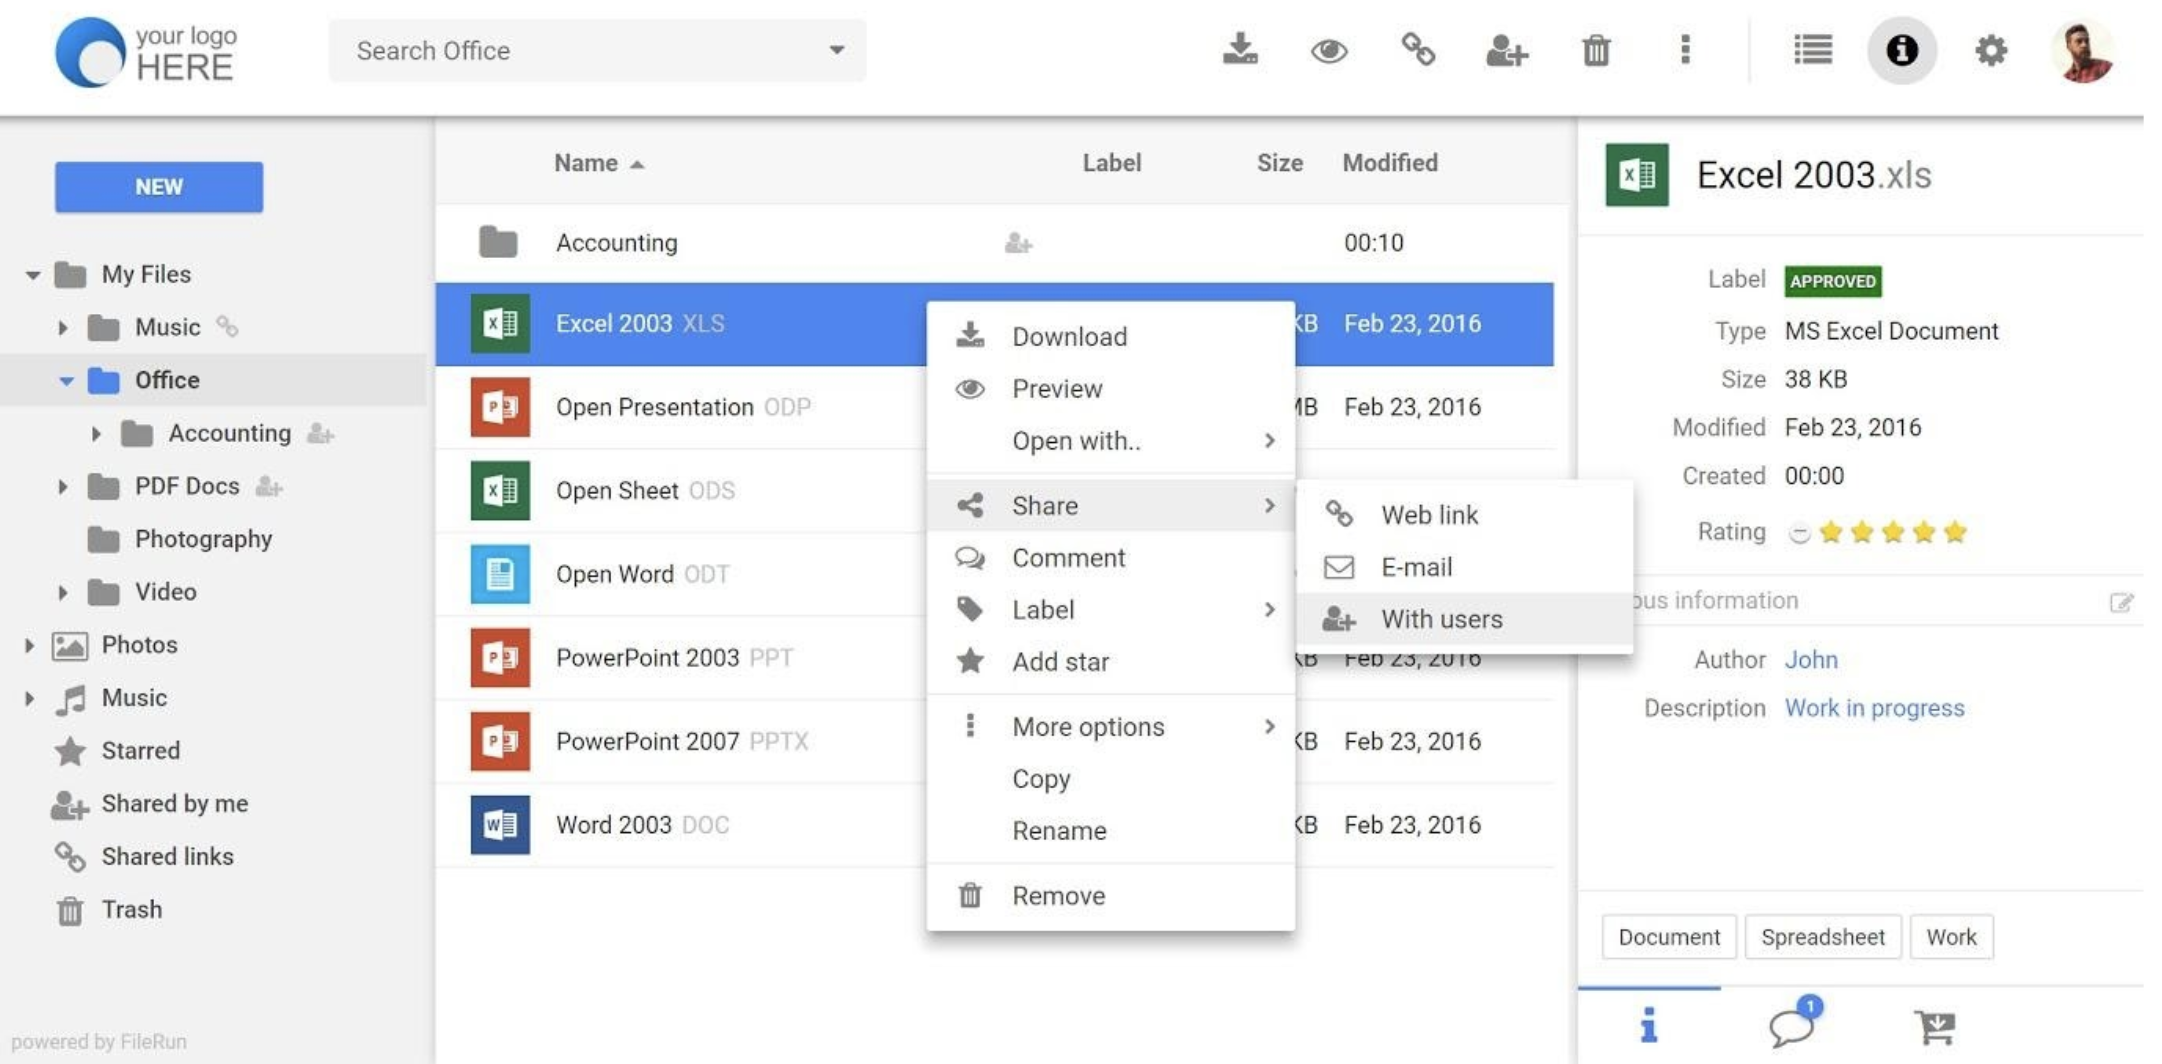 your logo
HERE
Search Office
NEW
My Files
Music
Office
Accounting
PDF Docs
Photography
Video
Photos
Music
Starred
Shared by me
Shared links
Trash
powered by FileRun
Name Label Size Modified
Accounting 00:10
Excel 2003 XLS KB Feb 23, 2016
Open Presentation ODP MB Feb 23, 2016
Open Sheet ODS
Open Word ODT
PowerPoint 2003 PPT KB Feb 23, 2016
PowerPoint 2007 PPTX KB Feb 23, 2016
Word 2003 DOC KB Feb 23, 2016
Download
Preview
Open with..
Share
Comment
Label
Add star
More options
Copy
Rename
Remove
Web link
E-mail
With users
Excel 2003.xls
Label APPROVED
Type MS Excel Document
Size 38 KB
Modified Feb 23, 2016
Created 00:00
Rating
information
Author John
Description Work in progress
Document Spreadsheet Work
1